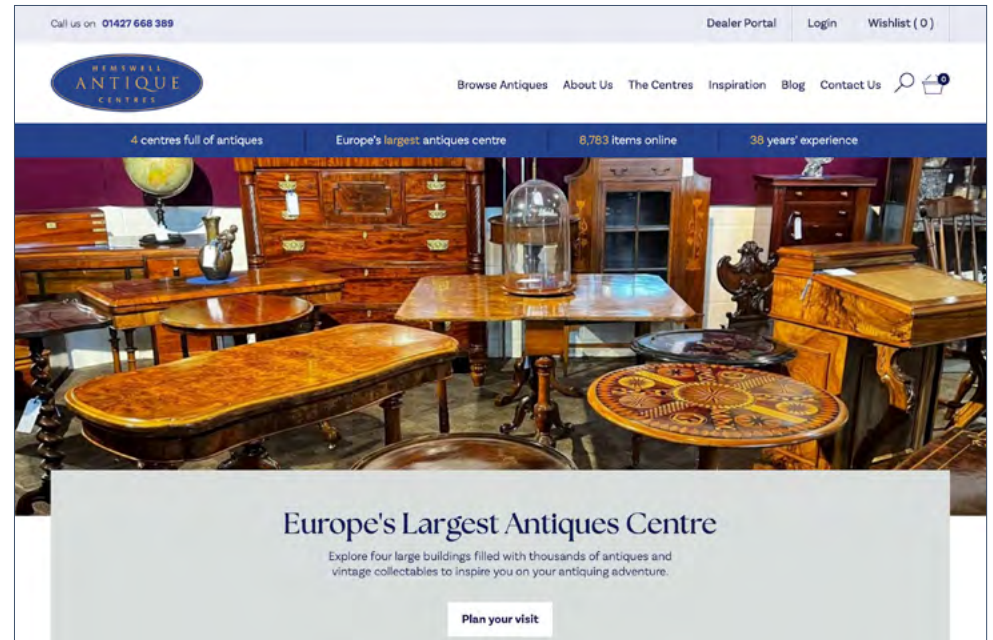 Call us on 01427 668 389
Dealer Portal
Login
Wishlist ( 0 )
HEMSWELL
ANTIQUE
CENTRES
Browse Antiques
About Us
The Centres
Inspiration
Blog
Contact Us
0
4 centres full of antiques
Europe's largest antiques centre
8,783 items online
38 years' experience
Europe's Largest Antiques Centre
Explore four large buildings filled with thousands of antiques and
vintage collectables to inspire you on your antiquing adventure.
Plan your visit